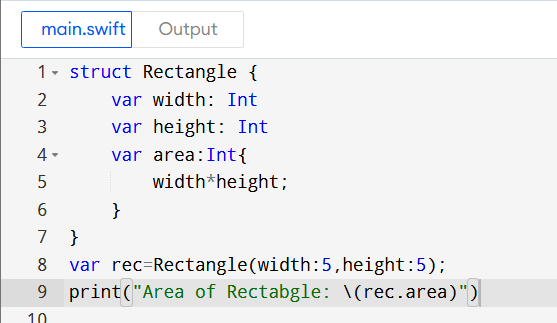 main.swift Output
1 struct Rectangle {
2 var width: Int
3 var height: Int
4 var area:Int{
5 width*height;
6 }
7 }
8 var rec=Rectangle(width:5,height:5);
9 print("Area of Rectabgle: \(rec.area)")
10